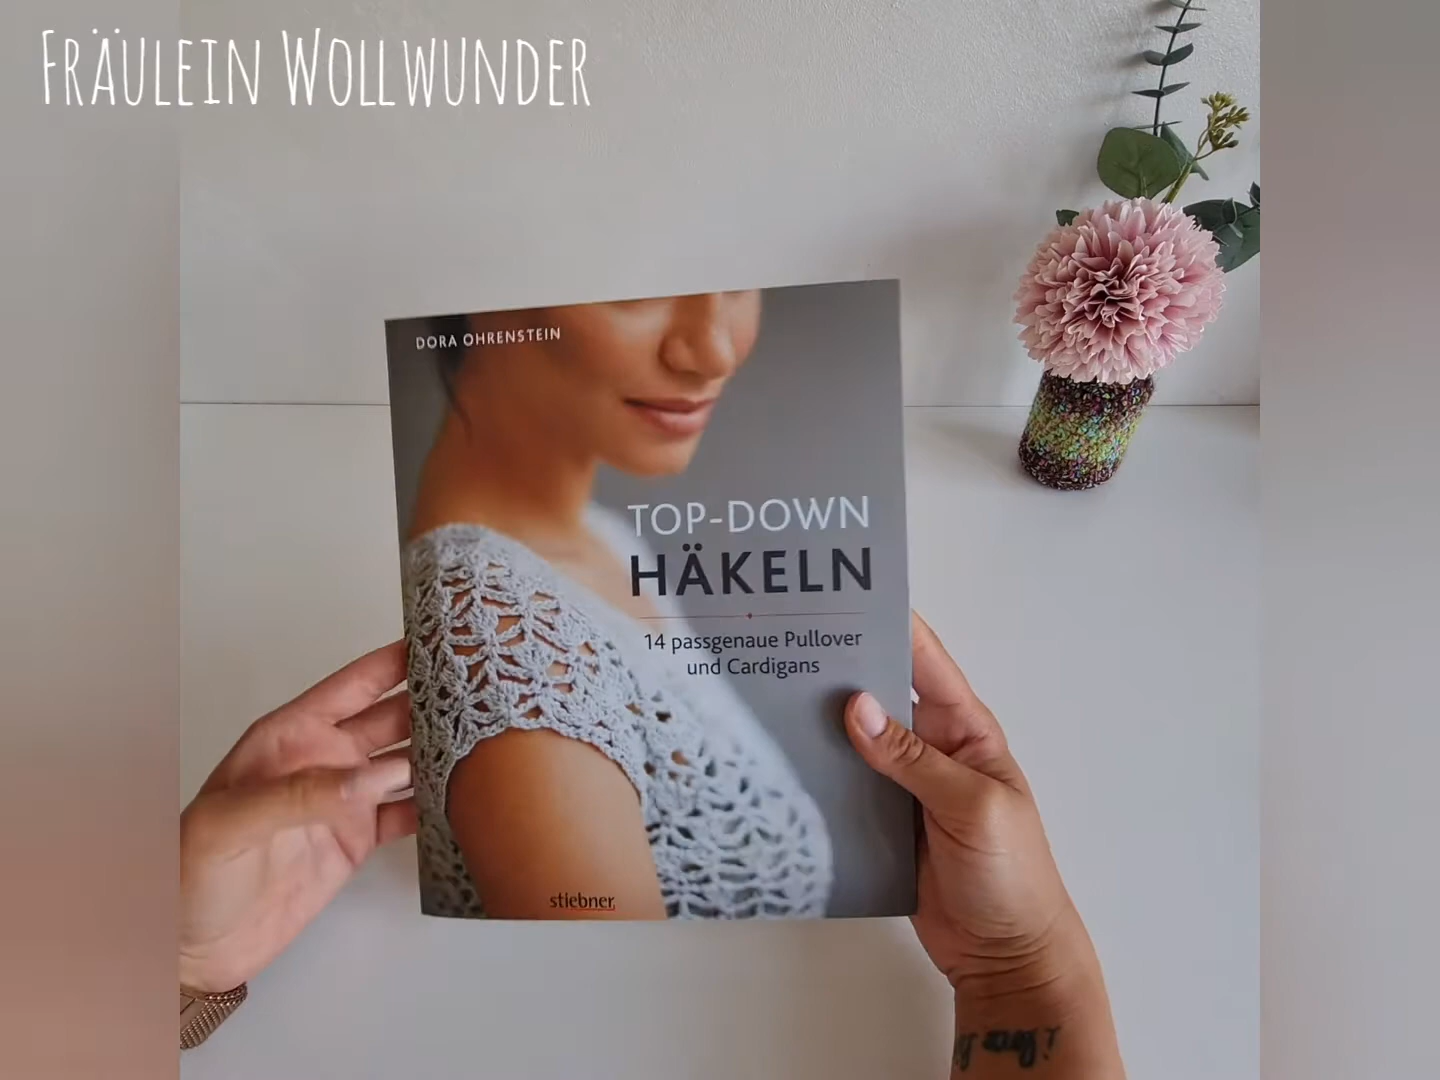 FRÄULEIN WOLLWUNDER
DORA OHRENSTEIN
TOP-DOWN
HÄKELN
14 passgenaue Pullover
und Cardigans
stiebner